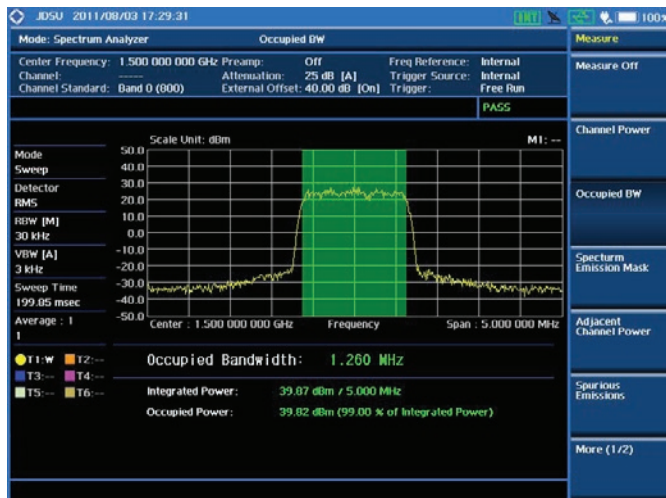 JDSU 2011/08/03 17:29:31
100%
Mode: Spectrum Analyzer
Occupied BW
Measure
Center Frequency: 1.500 000 000 GHz Preamp: Off Freq Reference: Internal
Channel: ----- Attenuation: 25 dB [A] Trigger Source: Internal
Channel Standard: Band 0 (800) External Offset: 40.00 dB [On] Trigger: Free Run
PASS
Measure Off
Channel Power
Occupied BW
Specturm
Emission Mask
Adjacent
Channel Power
Spurious
Emissions
More (1/2)
Mode
Sweep
Detector
RMS
RBW [M]
30 kHz
VBW [A]
3 kHz
Sweep Time
199.85 msec
Average : 1
1
T1:W T2:--
T3:-- T4:--
T5:-- T6:--
Scale Unit: dBm
M1: --
50.0
40.0
30.0
20.0
10.0
0.0
-10.0
-20.0
-30.0
-40.0
-50.0
Center : 1.500 000 000 GHz Frequency Span : 5.000 000 MHz
Occupied Bandwidth: 1.260 MHz
Integrated Power: 39.87 dBm / 5.000 MHz
Occupied Power: 39.82 dBm (99.00 % of Integrated Power)